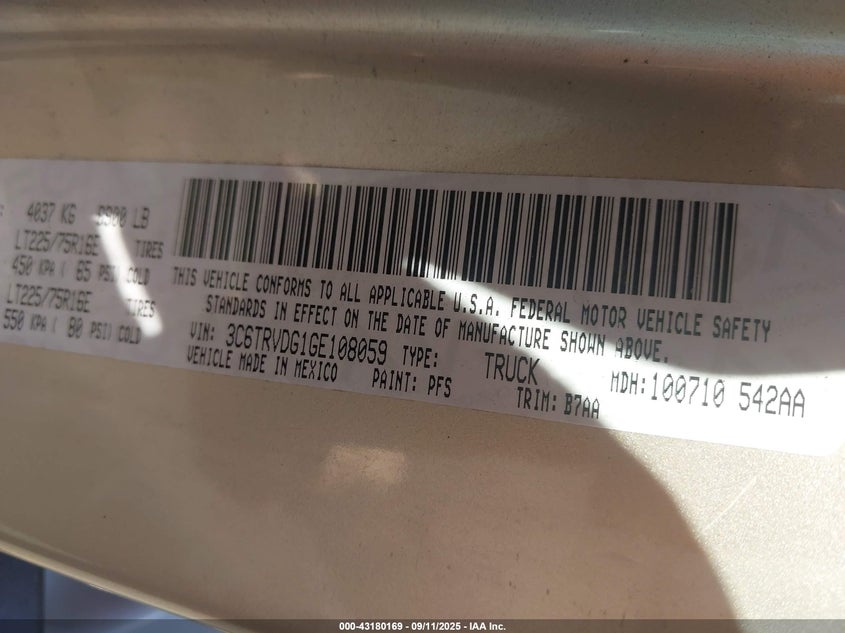 4037 KG 8900 LB
LT225/75R16E TIRES
450 KPA ( 65 PSI) COLD
LT225/75R16E TIRES
550 KPA ( 80 PSI) COLD
THIS VEHICLE CONFORMS TO ALL APPLICABLE U.S.A. FEDERAL MOTOR VEHICLE SAFETY
STANDARDS IN EFFECT ON THE DATE OF MANUFACTURE SHOWN ABOVE.
VIN: 3C6TRVDG1GE108059 TYPE: TRUCK MDH:100710 542AA
VEHICLE MADE IN MEXICO PAINT: PFS TRIM: B7AA
000-43180169 - 09/11/2025 - IAA Inc.